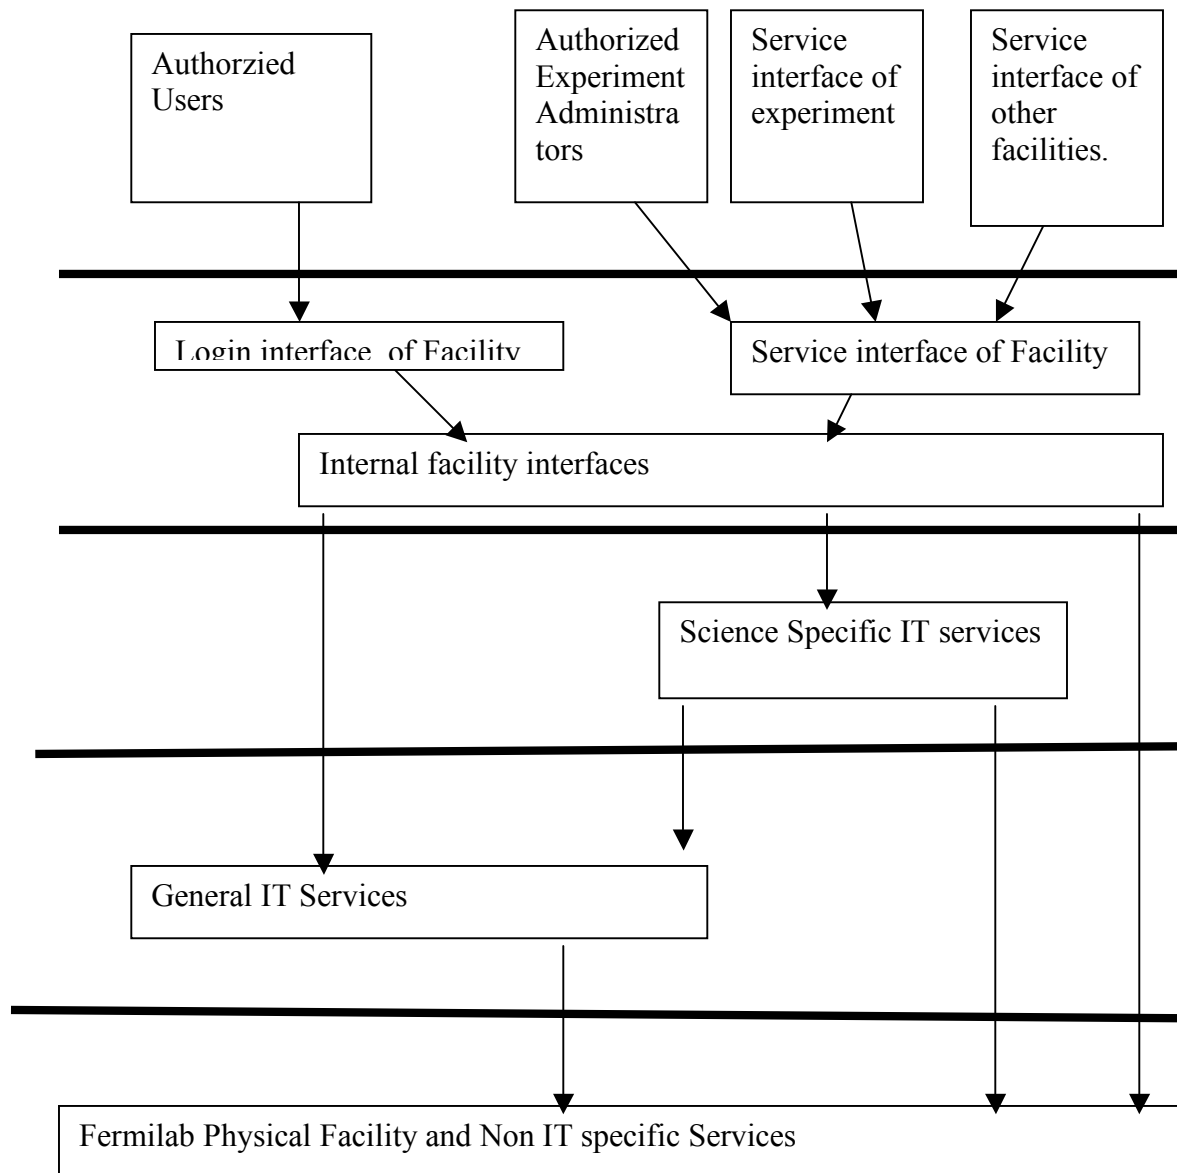 Authorzied
Users
Authorized
Experiment
Administra
tors
Service
interface of
experiment
Service
interface of
other
facilities.
Login interface of Facility
Service interface of Facility
Internal facility interfaces
Science Specific IT services
General IT Services
Fermilab Physical Facility and Non IT specific Services